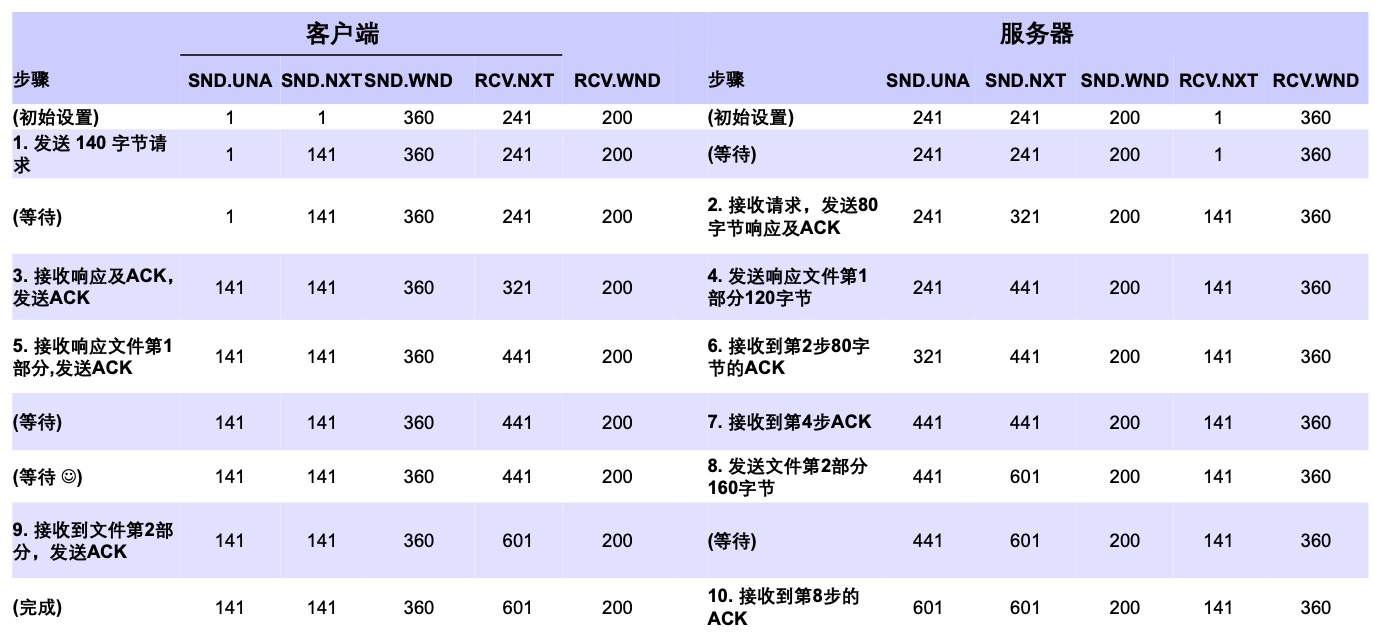 客户端 服务器
步骤 SND.UNA SND.NXT SND.WND RCV.NXT RCV.WND 步骤 SND.UNA SND.NXT SND.WND RCV.NXT RCV.WND
(初始设置) 1 1 360 241 200 (初始设置) 241 241 200 1 360
1. 发送 140 字节请
求 1 141 360 241 200 (等待) 241 241 200 1 360
(等待) 1 141 360 241 200 2. 接收请求，发送80
字节响应及ACK 241 321 200 141 360
3. 接收响应及ACK，
发送ACK 141 141 360 321 200 4. 发送响应文件第1
部分120字节 241 441 200 141 360
5. 接收响应文件第1
部分,发送ACK 141 141 360 441 200 6. 接收到第2步80字
节的ACK 321 441 200 141 360
(等待) 141 141 360 441 200 7. 接收到第4步ACK 441 441 200 141 360
(等待 ☺) 141 141 360 441 200 8. 发送文件第2部分
160字节 441 601 200 141 360
9. 接收到文件第2部
分，发送ACK 141 141 360 601 200 (等待) 441 601 200 141 360
(完成) 141 141 360 601 200 10. 接收到第8步的
ACK 601 601 200 141 360